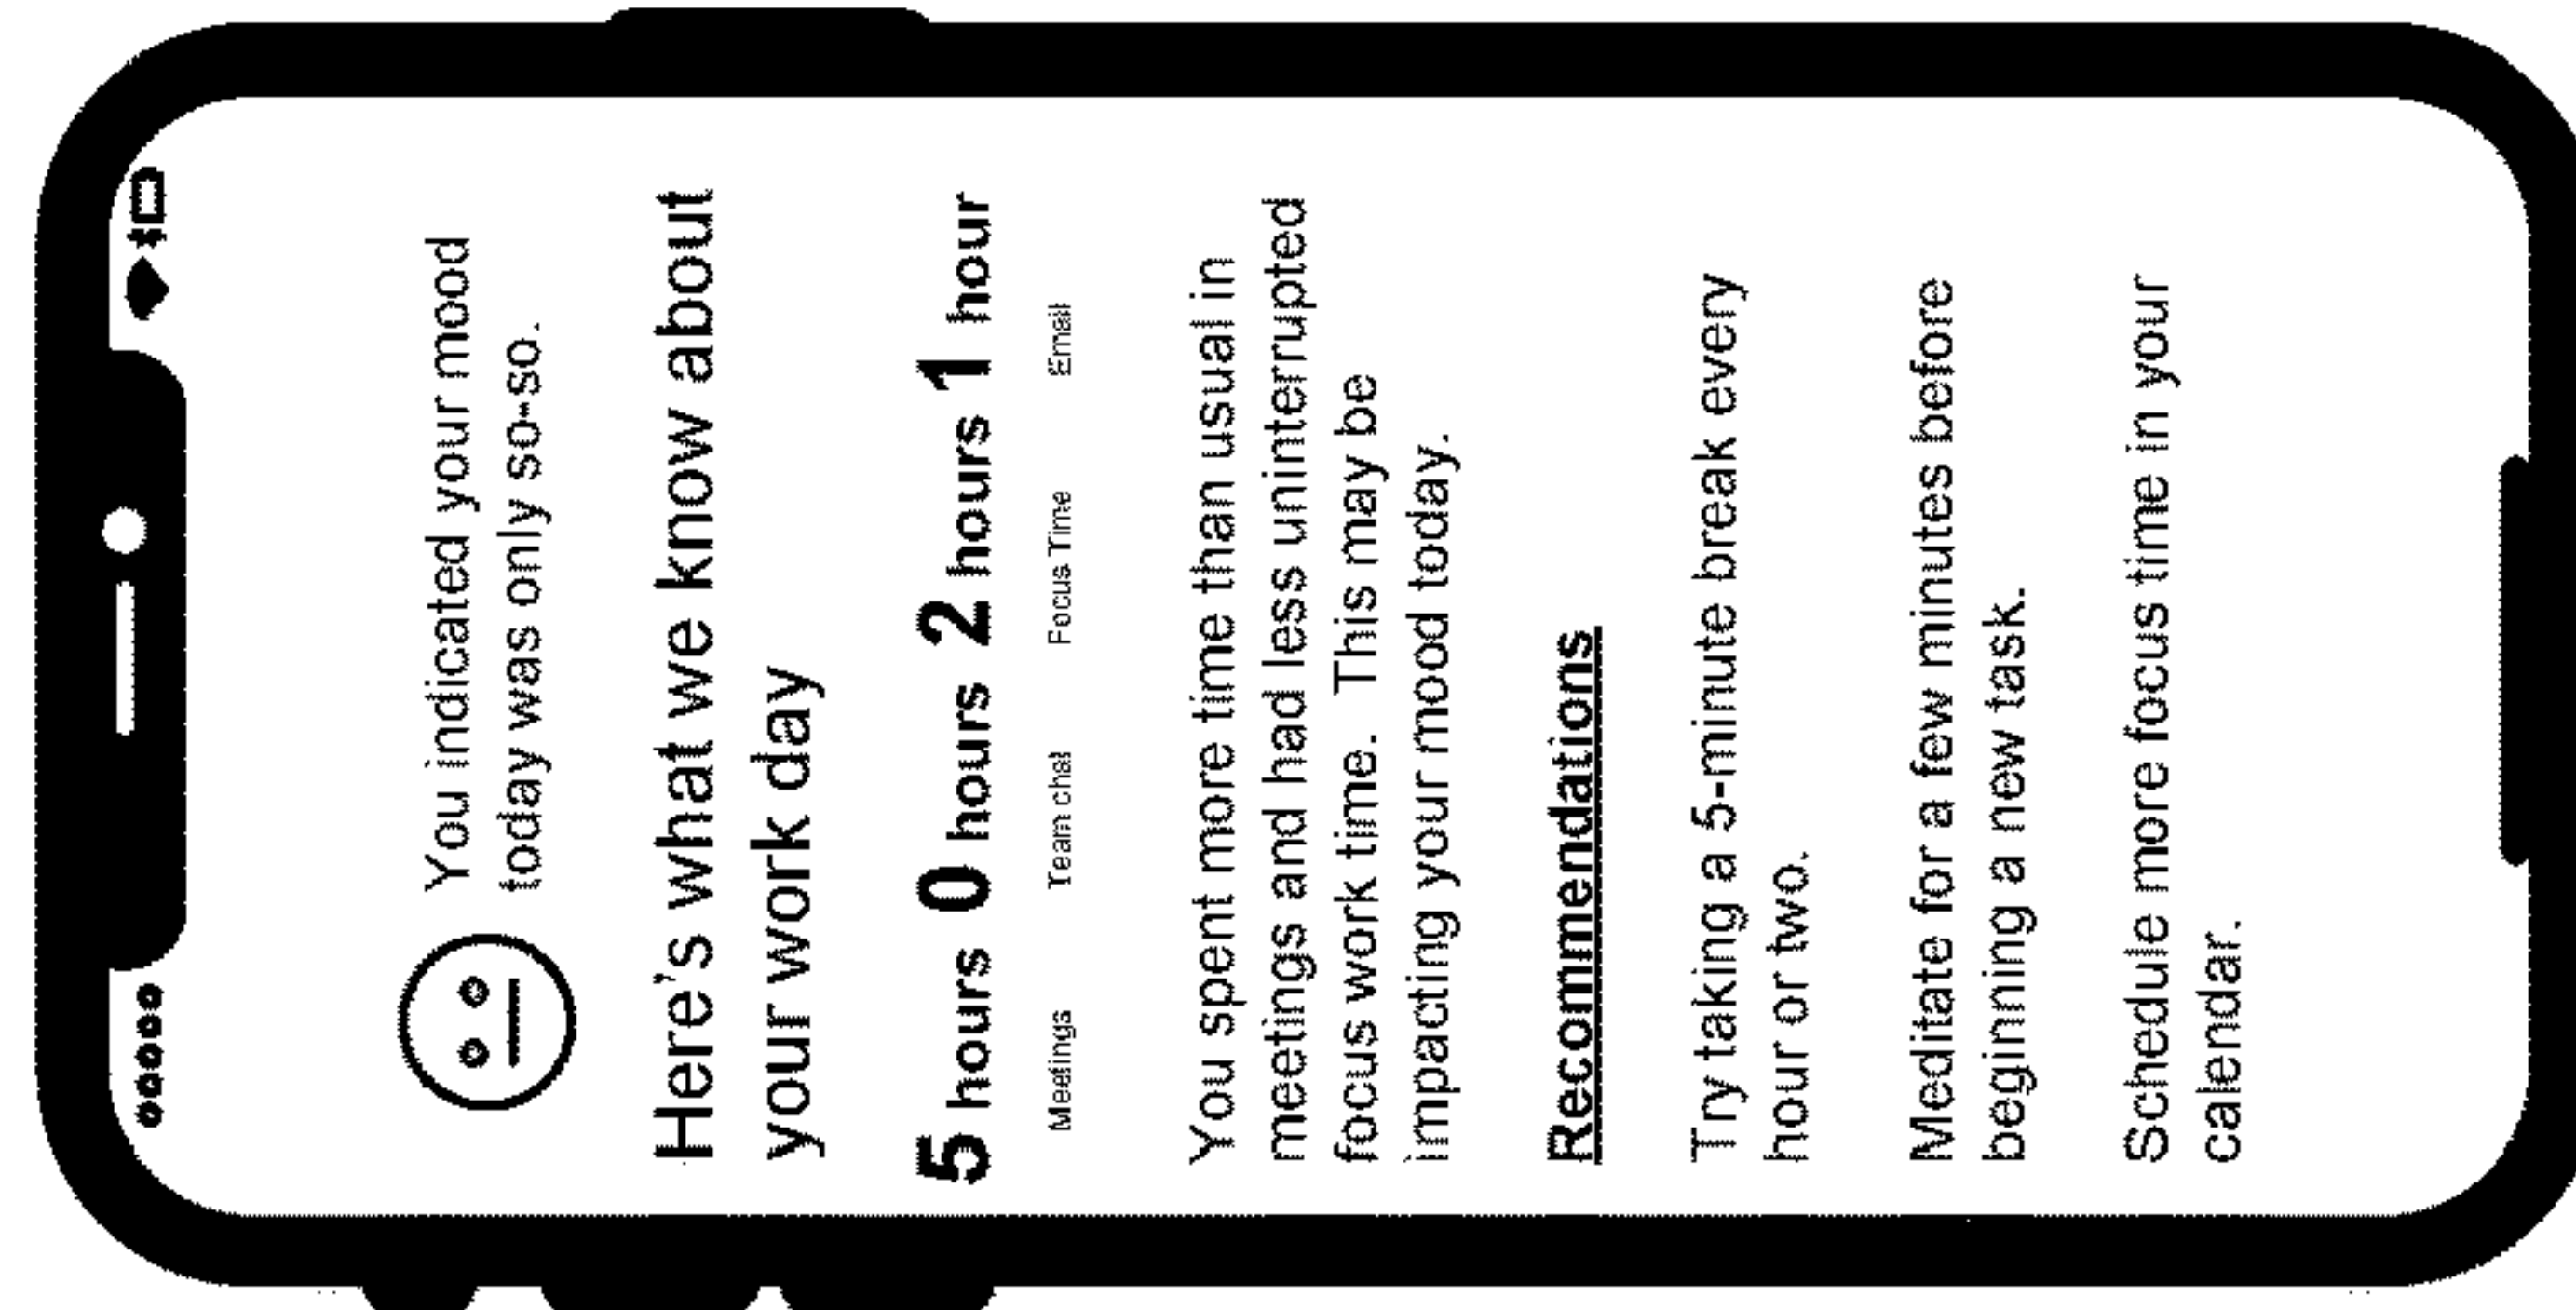 You indicated your mood
today was only so-so.
Here's what we know about
your work day
5 hours 0 hours 2 hours 1 hour
Meetings Team chat Focus Time Email
You spent more time than usual in
meetings and had less uninterrupted
focus work time. This may be
impacting your mood today.
Recommendations
Try taking a 5-minute break every
hour or two.
Meditate for a few minutes before
beginning a new task.
Schedule more focus time in your
calendar.